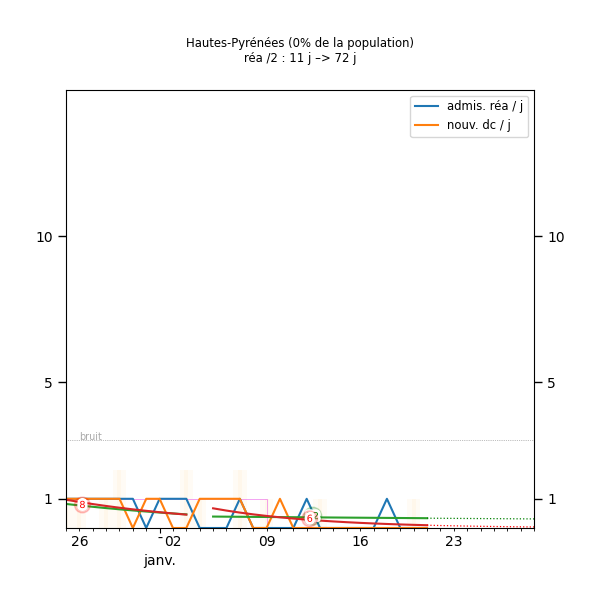 Hautes-Pyrénées (0% de la population)
réa /2 : 11 j –> 72 j
admis. réa / j
nouv. dc / j
10 10
5 5
bruit
1 1
8
6
26 02 09 16 23
janv.